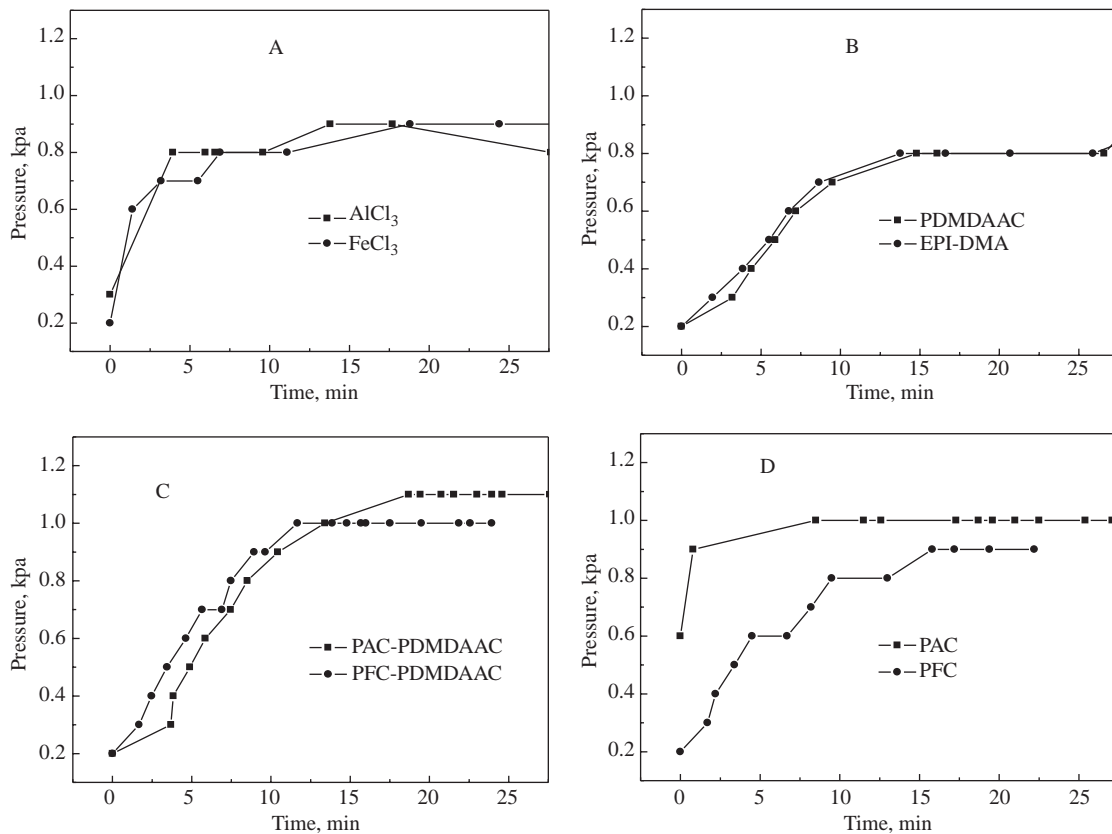 A
1.2
1.0
0.8
0.6
0.4
0.2
Pressure, kpa
AlCl3
FeCl3
0 5 10 15 20 25
Time, min
B
1.2
1.0
0.8
0.6
0.4
0.2
Pressure, kpa
PDMDAAC
EPI-DMA
0 5 10 15 20 25
Time, min
C
1.2
1.0
0.8
0.6
0.4
0.2
Pressure, kpa
PAC-PDMDAAC
PFC-PDMDAAC
0 5 10 15 20 25
Time, min
D
1.2
1.0
0.8
0.6
0.4
0.2
Pressure, kpa
PAC
PFC
0 5 10 15 20 25
Time, min